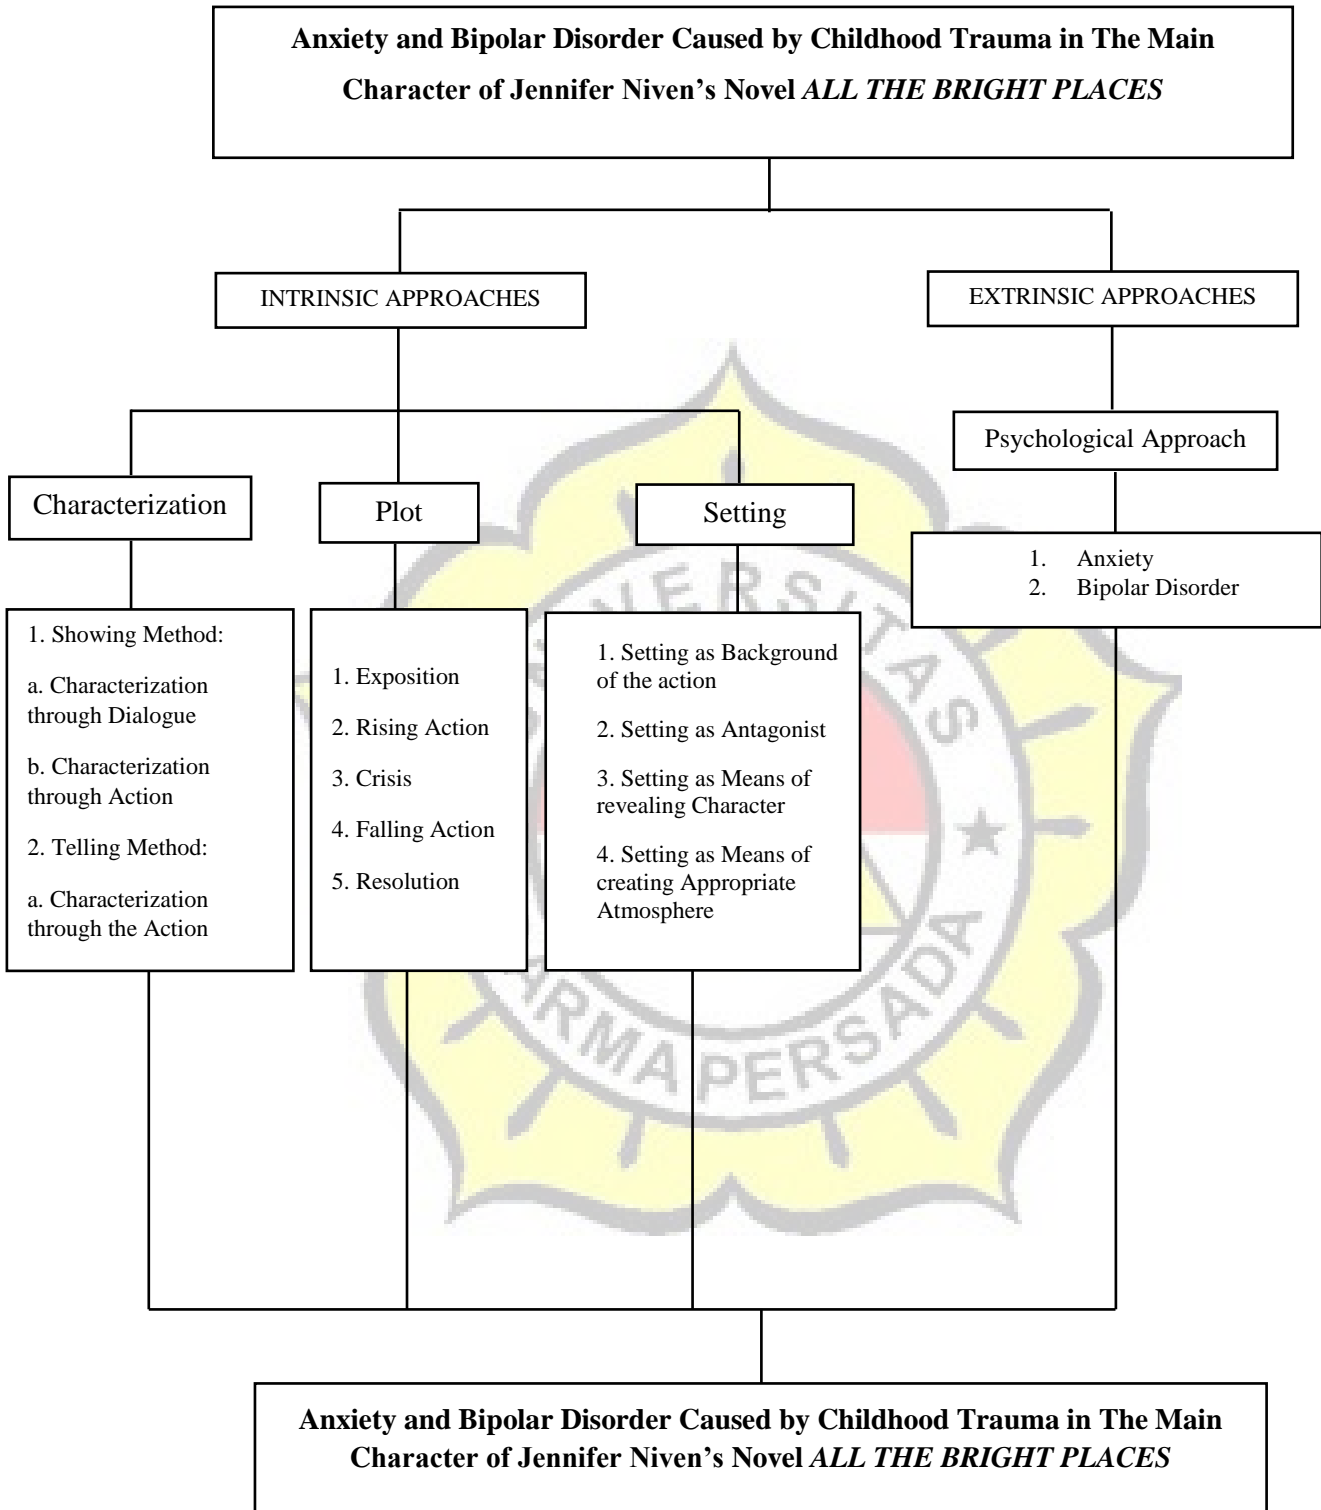 Anxiety and Bipolar Disorder Caused by Childhood Trauma in The Main
Character of Jennifer Niven’s Novel ALL THE BRIGHT PLACES
INTRINSIC APPROACHES
EXTRINSIC APPROACHES
Psychological Approach
Characterization
Plot
Setting
1. Anxiety
2. Bipolar Disorder
1. Showing Method:
a. Characterization
through Dialogue
b. Characterization
through Action
2. Telling Method:
a. Characterization
through the Action
1. Exposition
2. Rising Action
3. Crisis
4. Falling Action
5. Resolution
1. Setting as Background
of the action
2. Setting as Antagonist
3. Setting as Means of
revealing Character
4. Setting as Means of
creating Appropriate
Atmosphere
ERSITAS
ARMA PERSADA
Anxiety and Bipolar Disorder Caused by Childhood Trauma in The Main
Character of Jennifer Niven’s Novel ALL THE BRIGHT PLACES